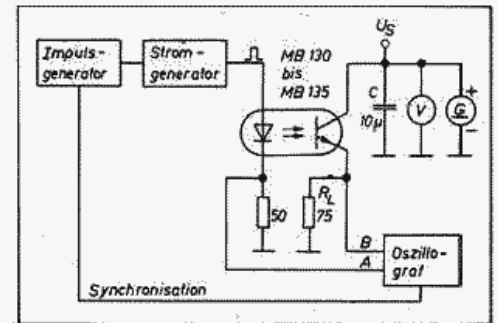 Impuls-
generator
Strom-
generator
MB 130
bis
MB 135
U_S
C
10µ
V
G
+
-
50
R_L
75
B
A
Oszillo-
graf
Synchronisation